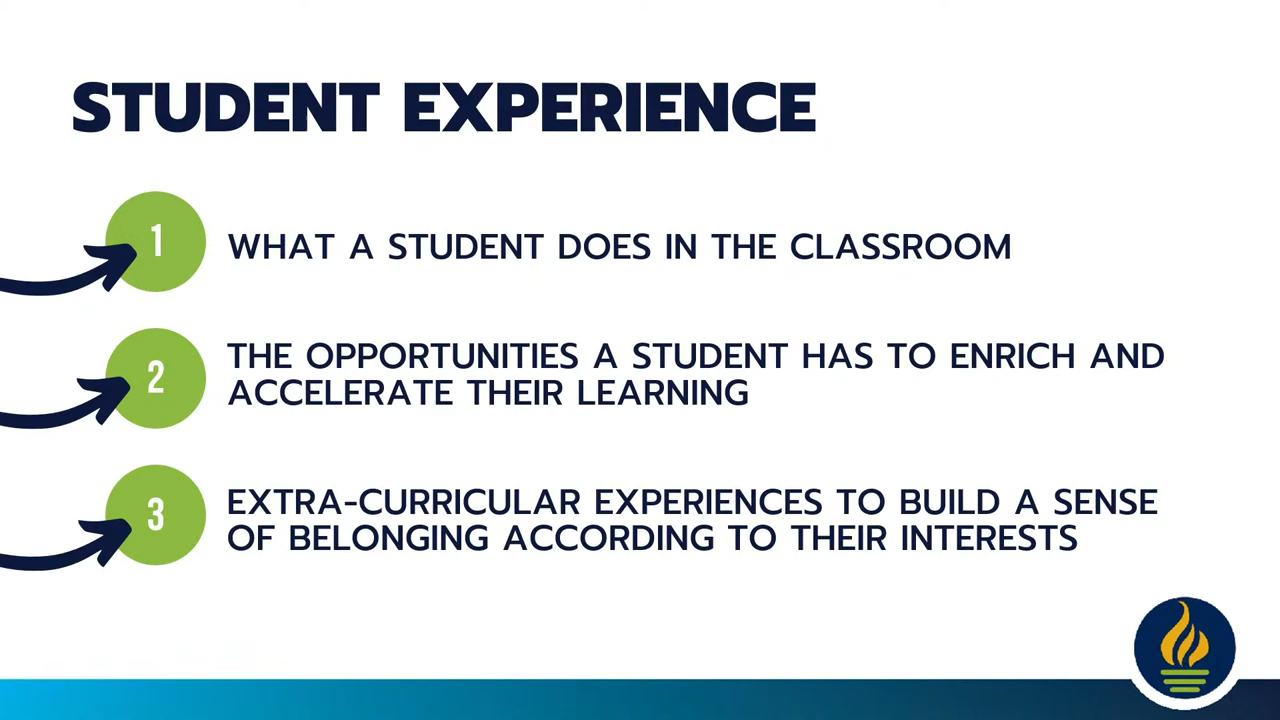 STUDENT EXPERIENCE
1
WHAT A STUDENT DOES IN THE CLASSROOM
2
THE OPPORTUNITIES A STUDENT HAS TO ENRICH AND
ACCELERATE THEIR LEARNING
3
EXTRA-CURRICULAR EXPERIENCES TO BUILD A SENSE
OF BELONGING ACCORDING TO THEIR INTERESTS